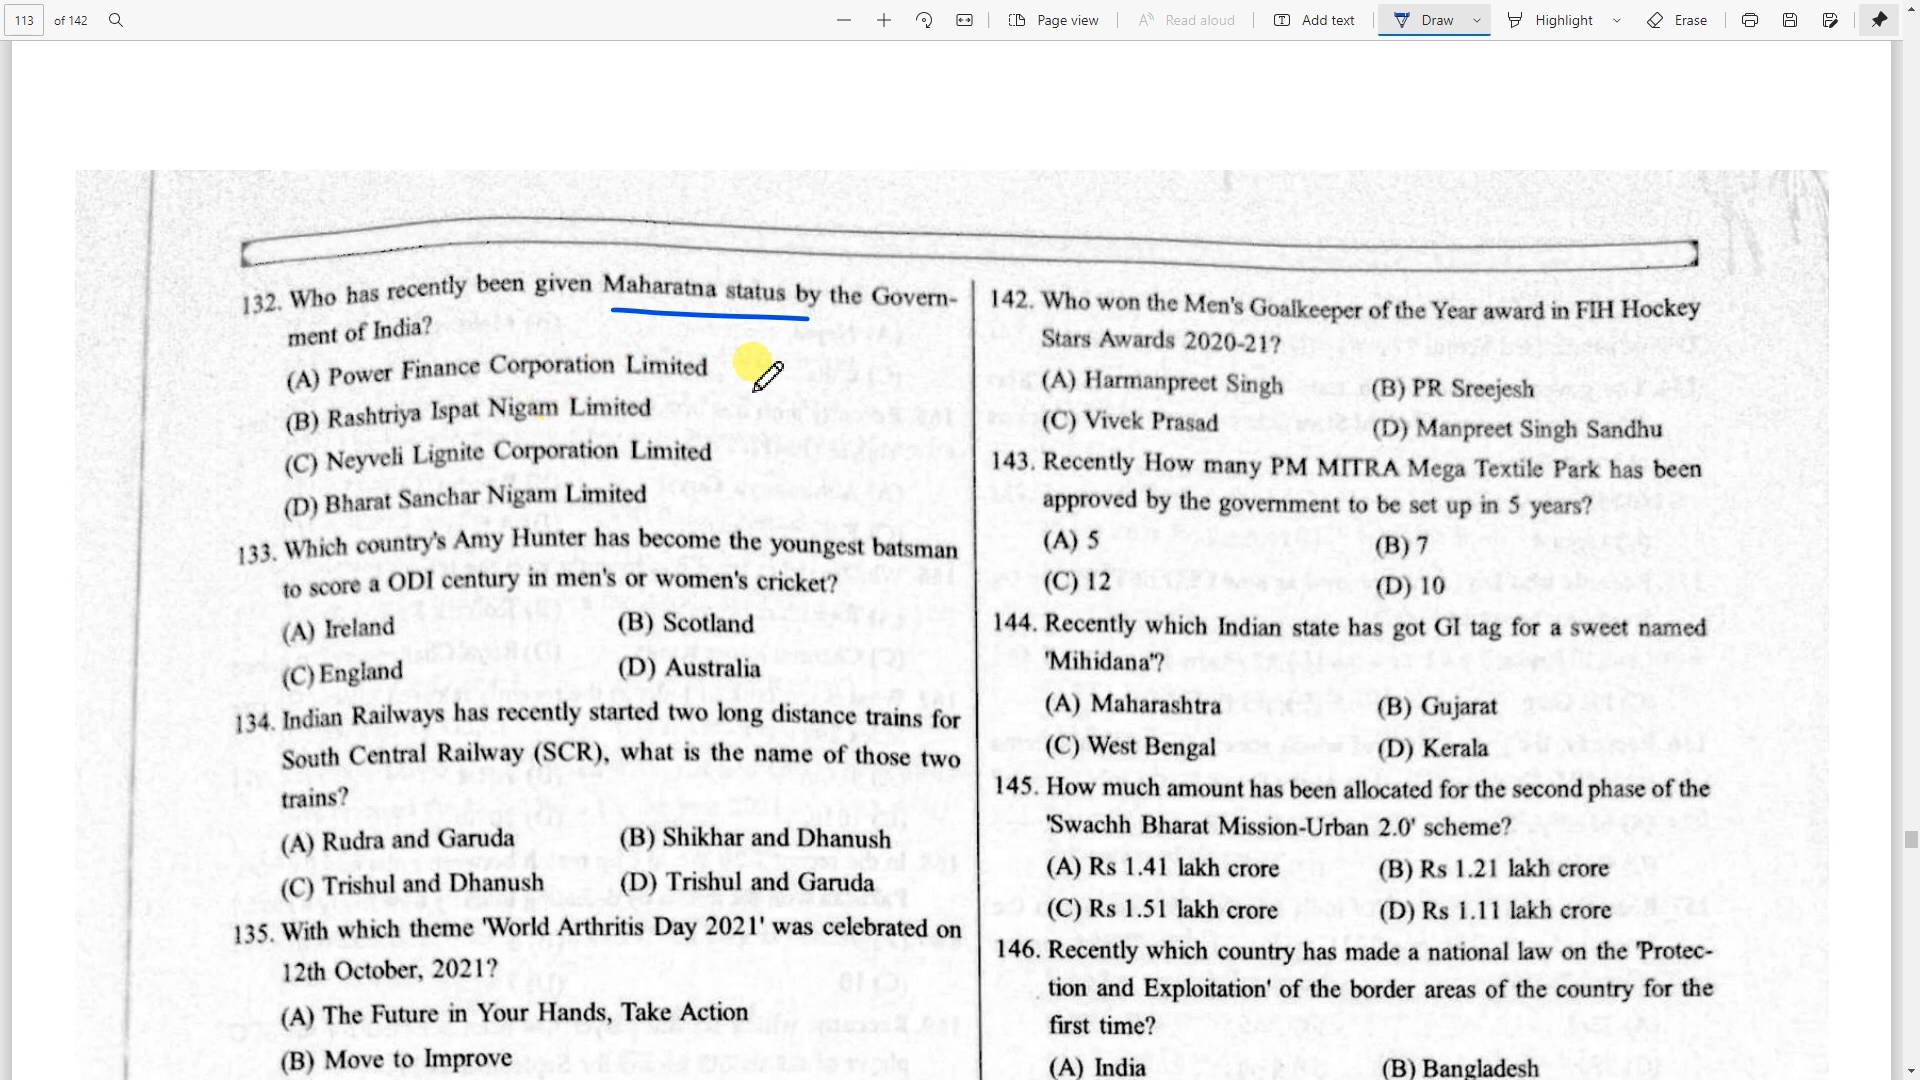 113 of 142
Page view
Read aloud
Add text
Draw
Highlight
Erase
132. Who has recently been given Maharatna status by the Govern-
ment of India?
(A) Power Finance Corporation Limited
(B) Rashtriya Ispat Nigam Limited
(C) Neyveli Lignite Corporation Limited
(D) Bharat Sanchar Nigam Limited
133. Which country's Amy Hunter has become the youngest batsman
to score a ODI century in men's or women's cricket?
(A) Ireland (B) Scotland
(C) England (D) Australia
134. Indian Railways has recently started two long distance trains for
South Central Railway (SCR), what is the name of those two
trains?
(A) Rudra and Garuda (B) Shikhar and Dhanush
(C) Trishul and Dhanush (D) Trishul and Garuda
135. With which theme 'World Arthritis Day 2021' was celebrated on
12th October, 2021?
(A) The Future in Your Hands, Take Action
(B) Move to Improve
142. Who won the Men's Goalkeeper of the Year award in FIH Hockey
Stars Awards 2020-21?
(A) Harmanpreet Singh (B) PR Sreejesh
(C) Vivek Prasad (D) Manpreet Singh Sandhu
143. Recently How many PM MITRA Mega Textile Park has been
approved by the government to be set up in 5 years?
(A) 5 (B) 7
(C) 12 (D) 10
144. Recently which Indian state has got GI tag for a sweet named
'Mihidana'?
(A) Maharashtra (B) Gujarat
(C) West Bengal (D) Kerala
145. How much amount has been allocated for the second phase of the
'Swachh Bharat Mission-Urban 2.0' scheme?
(A) Rs 1.41 lakh crore (B) Rs 1.21 lakh crore
(C) Rs 1.51 lakh crore (D) Rs 1.11 lakh crore
146. Recently which country has made a national law on the 'Protec-
tion and Exploitation' of the border areas of the country for the
first time?
(A) India (B) Bangladesh